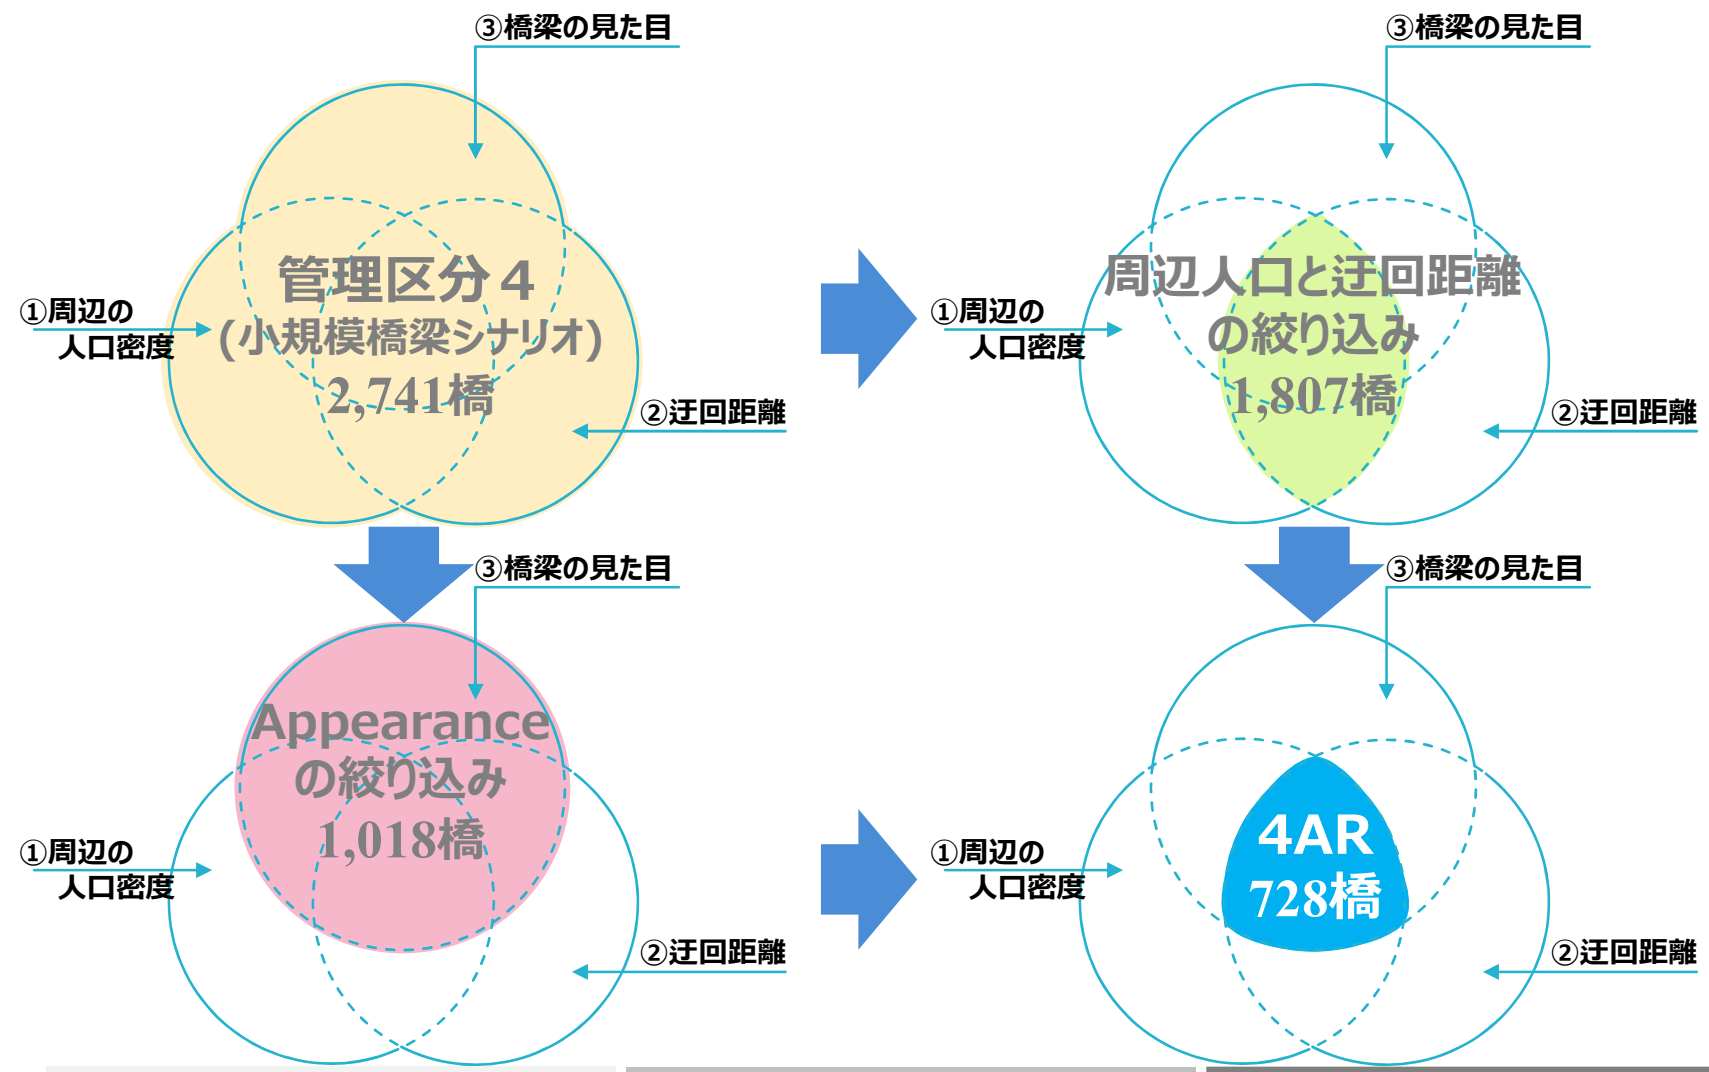 ③橋梁の見た目
管理区分４
(小規模橋梁シナリオ)
2,741橋
①周辺の
人口密度
②迂回距離
③橋梁の見た目
周辺人口と迂回距離
の絞り込み
1,807橋
①周辺の
人口密度
②迂回距離
③橋梁の見た目
Appearance
の絞り込み
1,018橋
①周辺の
人口密度
②迂回距離
③橋梁の見た目
4AR
728橋
①周辺の
人口密度
②迂回距離